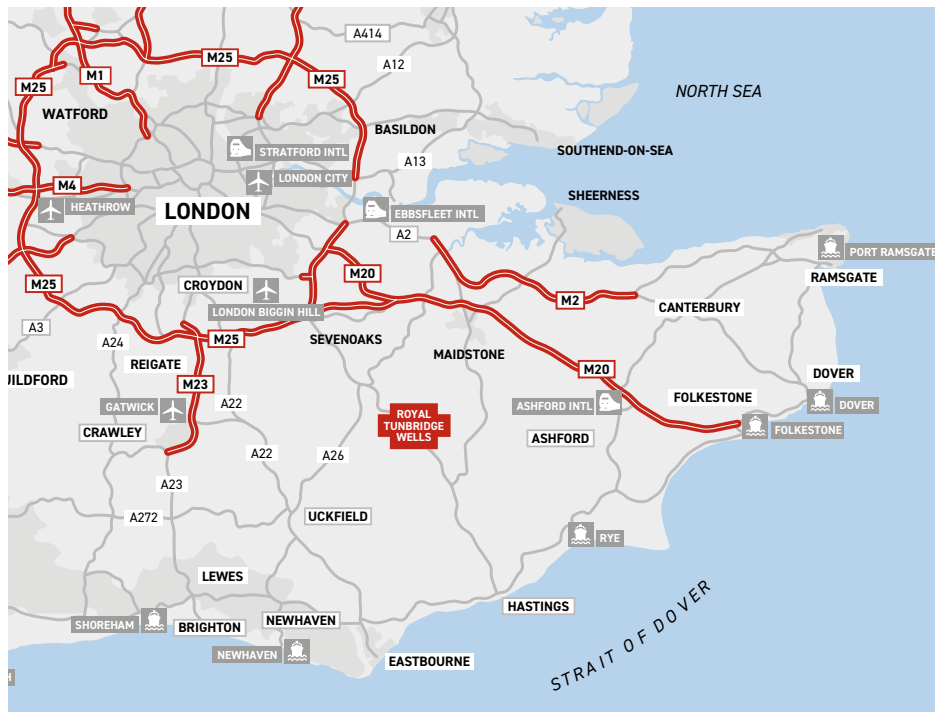 A414
M25
A12
M1
M25
M25
NORTH SEA
WATFORD
BASILDON
STRATFORD INTL
SOUTHEND-ON-SEA
A13
LONDON CITY
M4
SHEERNESS
HEATHROW
LONDON
EBBSFLEET INTL
A2
PORT RAMSGATE
M20
RAMSGATE
M25
CROYDON
M2
CANTERBURY
LONDON BIGGIN HILL
A3
A24
M25
SEVENOAKS
MAIDSTONE
REIGATE
M20
DOVER
UILDFORD
M23
FOLKESTONE
GATWICK
A22
ASHFORD INTL
DOVER
ROYAL
TUNBRIDGE
WELLS
CRAWLEY
FOLKESTONE
ASHFORD
A22
A26
A23
A272
UCKFIELD
RYE
LEWES
HASTINGS
SHOREHAM
BRIGHTON
NEWHAVEN
STRAIT OF DOVER
NEWHAVEN
EASTBOURNE
H